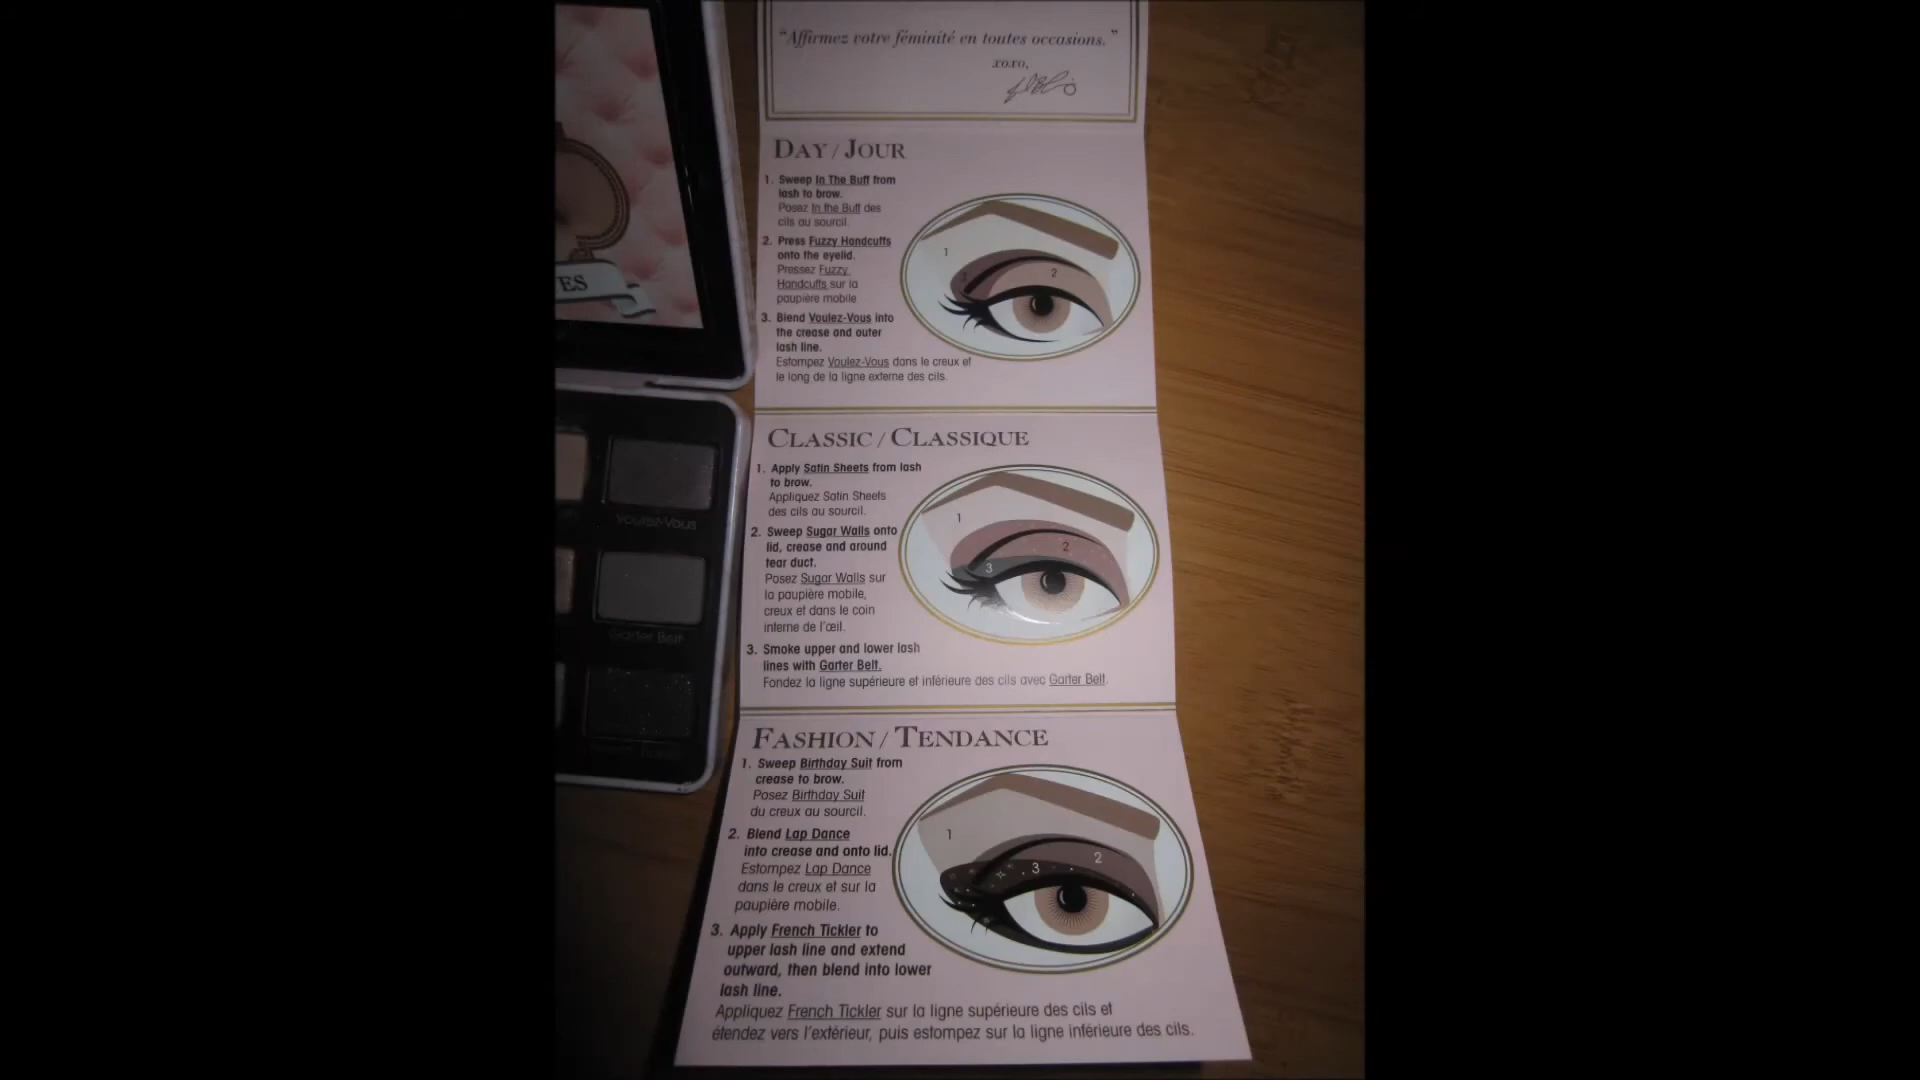 "Affirmez votre féminité en toutes occasions."
xoxo,
DAY / JOUR
1. Sweep In The Buff from
lash to brow.
Posez In the Buff des
cils au sourcil.
2. Press Fuzzy Handcuffs
onto the eyelid.
Pressez Fuzzy
Handcuffs sur la
paupière mobile
3. Blend Voulez-Vous into
the crease and outer
lash line.
Estompez Voulez-Vous dans le creux et
le long de la ligne externe des cils.
1
2
3
CLASSIC / CLASSIQUE
1. Apply Satin Sheets from lash
to brow.
Appliquez Satin Sheets
des cils au sourcil.
2. Sweep Sugar Walls onto
lid, crease and around
tear duct.
Posez Sugar Walls sur
la paupière mobile,
creux et dans le coin
interne de l'œil.
3. Smoke upper and lower lash
lines with Garter Belt.
Fondez la ligne supérieure et inférieure des cils avec Garter Belt.
1
2
3
FASHION / TENDANCE
1. Sweep Birthday Suit from
crease to brow.
Posez Birthday Suit
du creux au sourcil.
2. Blend Lap Dance
into crease and onto lid.
Estompez Lap Dance
dans le creux et sur la
paupière mobile.
3. Apply French Tickler to
upper lash line and extend
outward, then blend into lower
lash line.
Appliquez French Tickler sur la ligne supérieure des cils et
étendez vers l'extérieur, puis estompez sur la ligne inférieure des cils.
1
2
3
ES
Voulez-Vous
Garter Belt